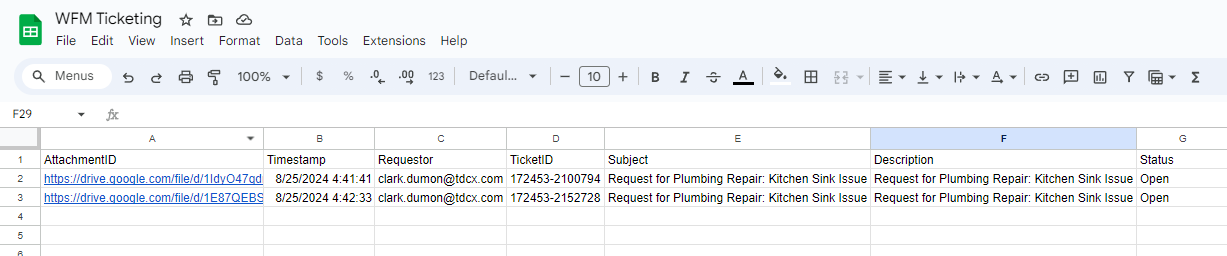 WFM Ticketing
File Edit View Insert Format Data Tools Extensions Help
Menus 100% $ % .0 .00 123 Defaul... − 10 + B I S A Σ
F29 fx
A B C D E F G
1 AttachmentID Timestamp Requestor TicketID Subject Description Status
2 https://drive.google.com/file/d/1IdyO47qd 8/25/2024 4:41:41 clark.dumon@tdcx.com 172453-2100794 Request for Plumbing Repair: Kitchen Sink Issue Request for Plumbing Repair: Kitchen Sink Issue Open
3 https://drive.google.com/file/d/1E87QEBS 8/25/2024 4:42:33 clark.dumon@tdcx.com 172453-2152728 Request for Plumbing Repair: Kitchen Sink Issue Request for Plumbing Repair: Kitchen Sink Issue Open
4
5
6